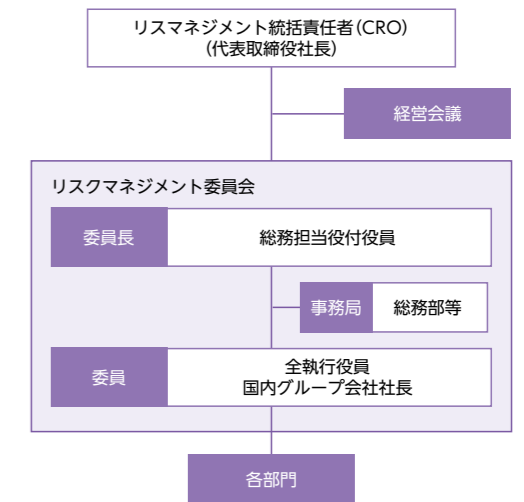 リスマネジメント統括責任者（CRO）
（代表取締役社長）
経営会議
リスクマネジメント委員会
委員長
総務担当役付役員
事務局
総務部等
委員
全執行役員
国内グループ会社社長
各部門